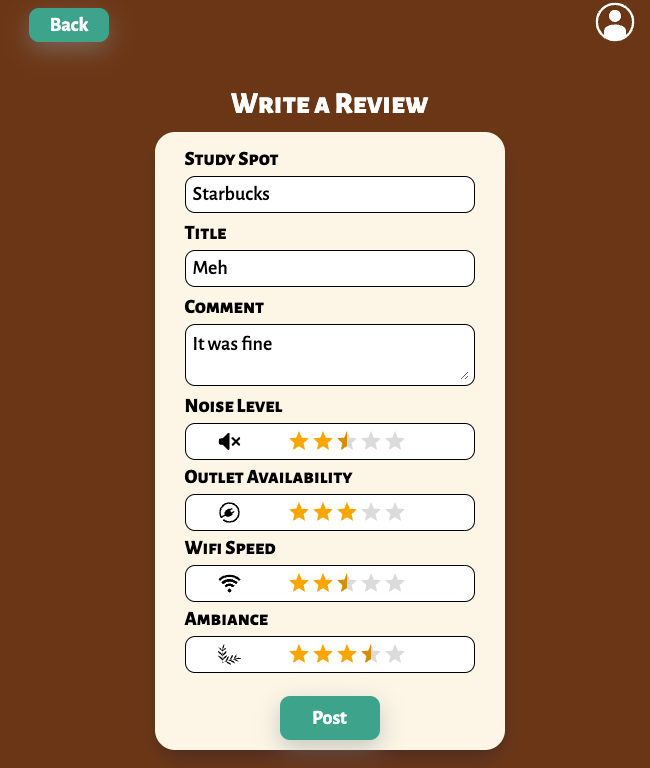 Back
Write a Review
Study Spot
Starbucks
Title
Meh
Comment
It was fine
Noise Level
Outlet Availability
Wifi Speed
Ambiance
Post